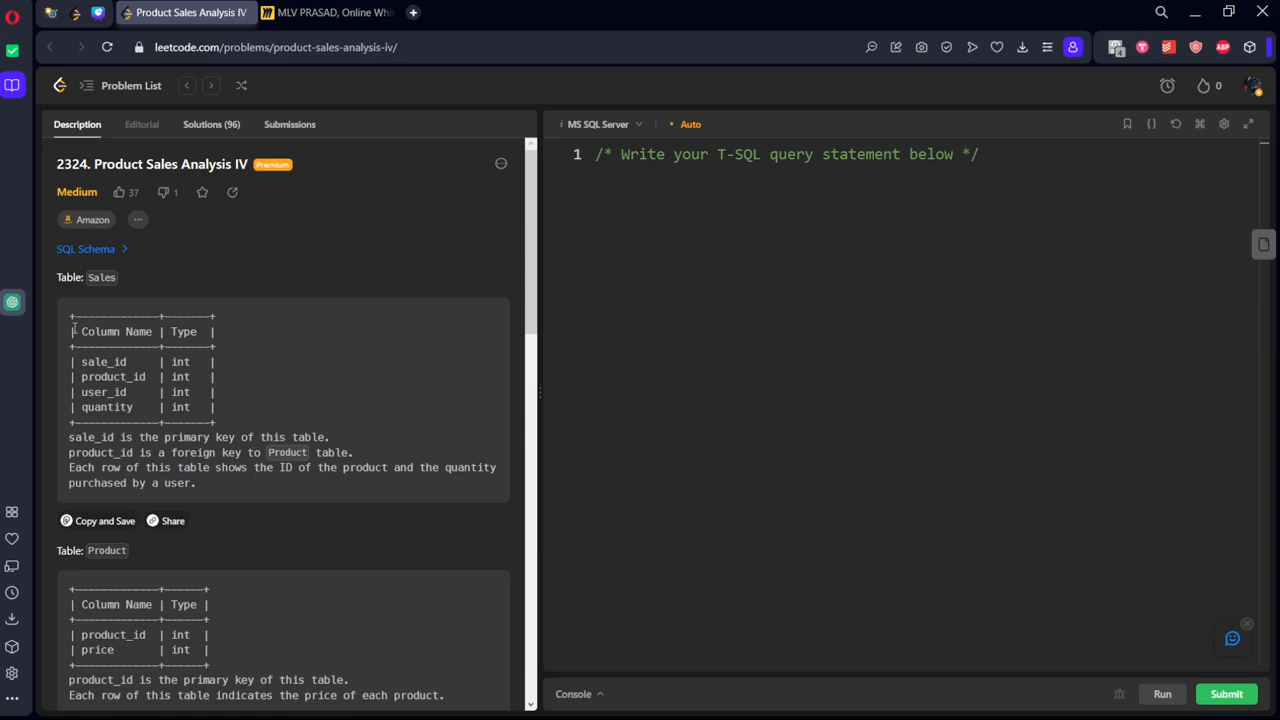 Product Sales Analysis IV
MLV PRASAD, Online Whi
leetcode.com/problems/product-sales-analysis-iv/
4
ABP
Problem List
0
Description
Editorial
Solutions (96)
Submissions
2324. Product Sales Analysis IV
Premium
Medium
37
1
Amazon
...
SQL Schema >
Table: Sales
+-------------+-------+
| Column Name | Type  |
+-------------+-------+
| sale_id     | int   |
| product_id  | int   |
| user_id     | int   |
| quantity    | int   |
+-------------+-------+
sale_id is the primary key of this table.
product_id is a foreign key to Product table.
Each row of this table shows the ID of the product and the quantity
purchased by a user.
Copy and Save
Share
Table: Product
+-------------+------+
| Column Name | Type |
+-------------+------+
| product_id  | int  |
| price       | int  |
+-------------+------+
product_id is the primary key of this table.
Each row of this table indicates the price of each product.
i MS SQL Server
• Auto
{}
1 /* Write your T-SQL query statement below */
Console
Run
Submit